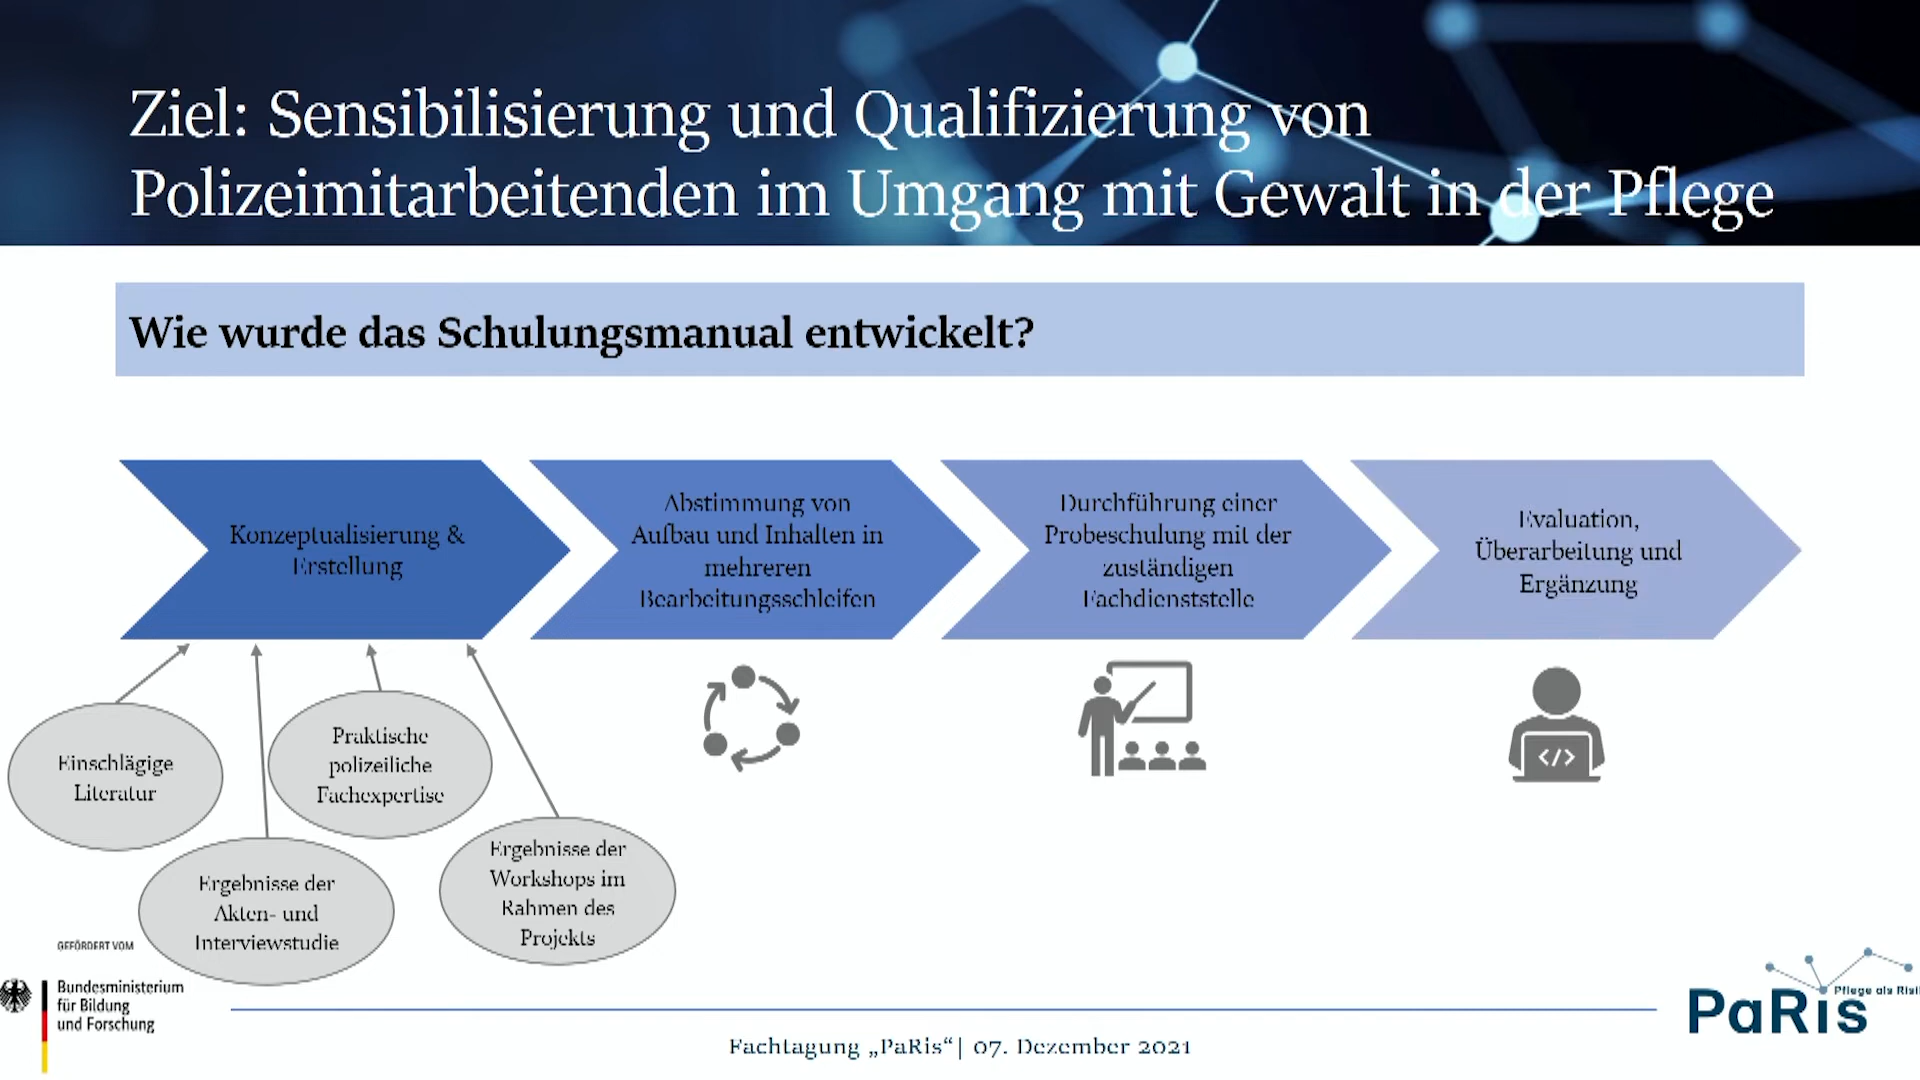 Ziel: Sensibilisierung und Qualifizierung von
Polizeimitarbeitenden im Umgang mit Gewalt in der Pflege
Wie wurde das Schulungsmanual entwickelt?
Konzeptualisierung &
Erstellung
Abstimmung von
Aufbau und Inhalten in
mehreren
Bearbeitungsschleifen
Durchführung einer
Probeschulung mit der
zuständigen
Fachdienststelle
Evaluation,
Überarbeitung und
Ergänzung
Einschlägige
Literatur
Ergebnisse der
Akten- und
Interviewstudie
Praktische
polizeiliche
Fachexpertise
Ergebnisse der
Workshops im
Rahmen des
Projekts
</>
GEFÖRDERT VOM
Bundesministerium
für Bildung
und Forschung
Fachtagung „PaRis“| 07. Dezember 2021
PaRis
Pflege als Risi